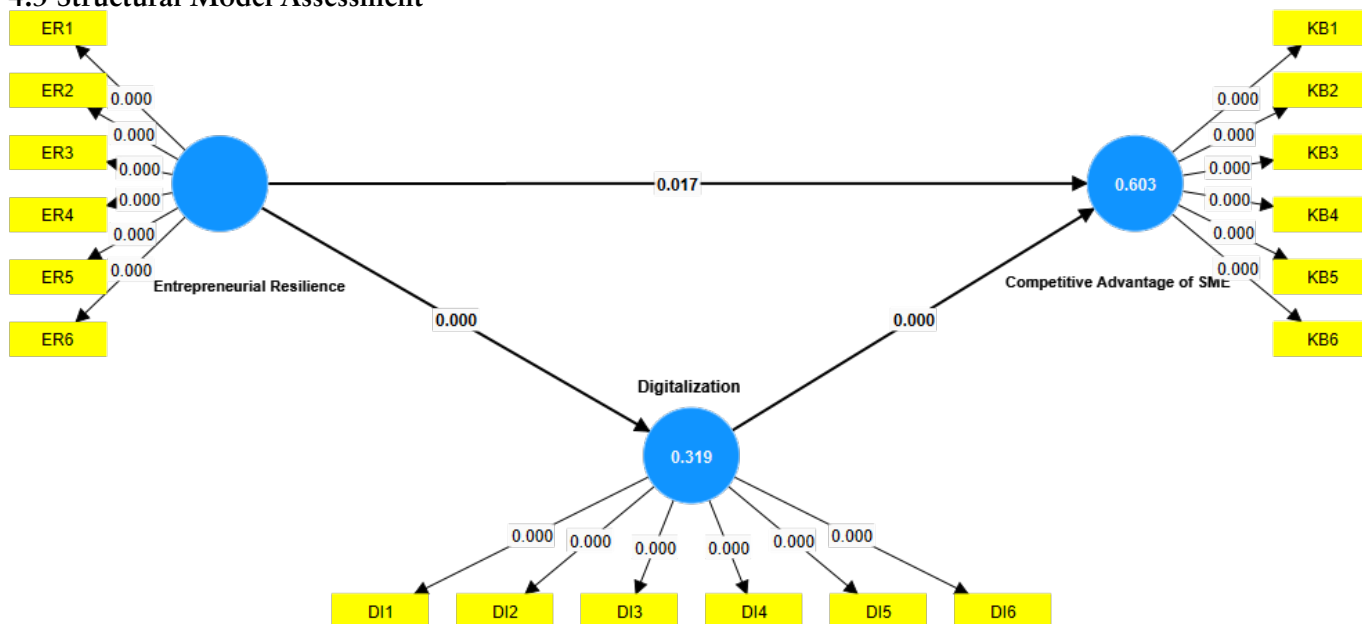 4.3 Structural Model Assessment
ER1
KB1
ER2
0.000
0.000
KB2
0.000
0.000
ER3
KB3
0.000
0.000
0.017
0.603
0.000
0.000
ER4
KB4
0.000
0.000
ER5
0.000
0.000
KB5
Entrepreneurial Resilience
Competitive Advantage of SME
0.000
0.000
ER6
KB6
Digitalization
0.319
0.000
0.000
0.000
0.000
0.000
0.000
DI1
DI2
DI3
DI4
DI5
DI6